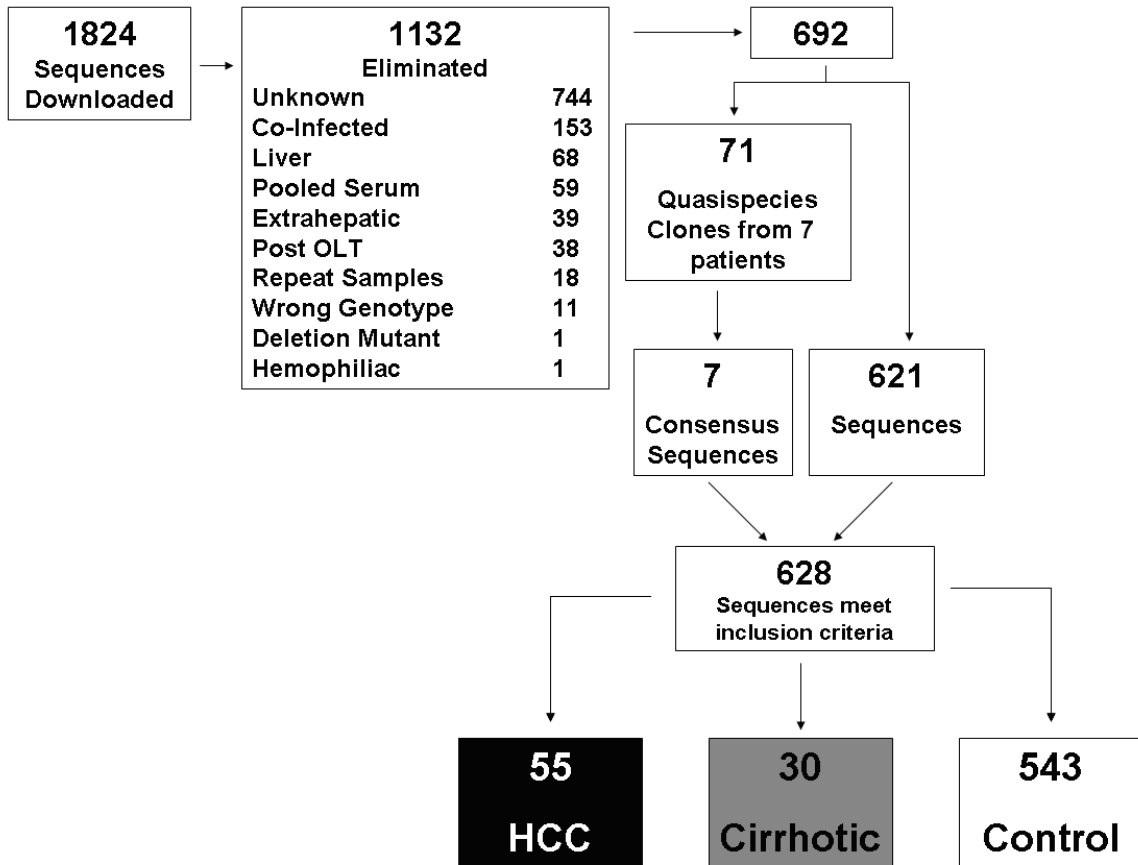 1824
Sequences
Downloaded
1132
Eliminated
Unknown 744
Co-Infected 153
Liver 68
Pooled Serum 59
Extrahepatic 39
Post OLT 38
Repeat Samples 18
Wrong Genotype 11
Deletion Mutant 1
Hemophiliac 1
692
71
Quasispecies
Clones from 7
patients
7
Consensus
Sequences
621
Sequences
628
Sequences meet
inclusion criteria
55
HCC
30
Cirrhotic
543
Control